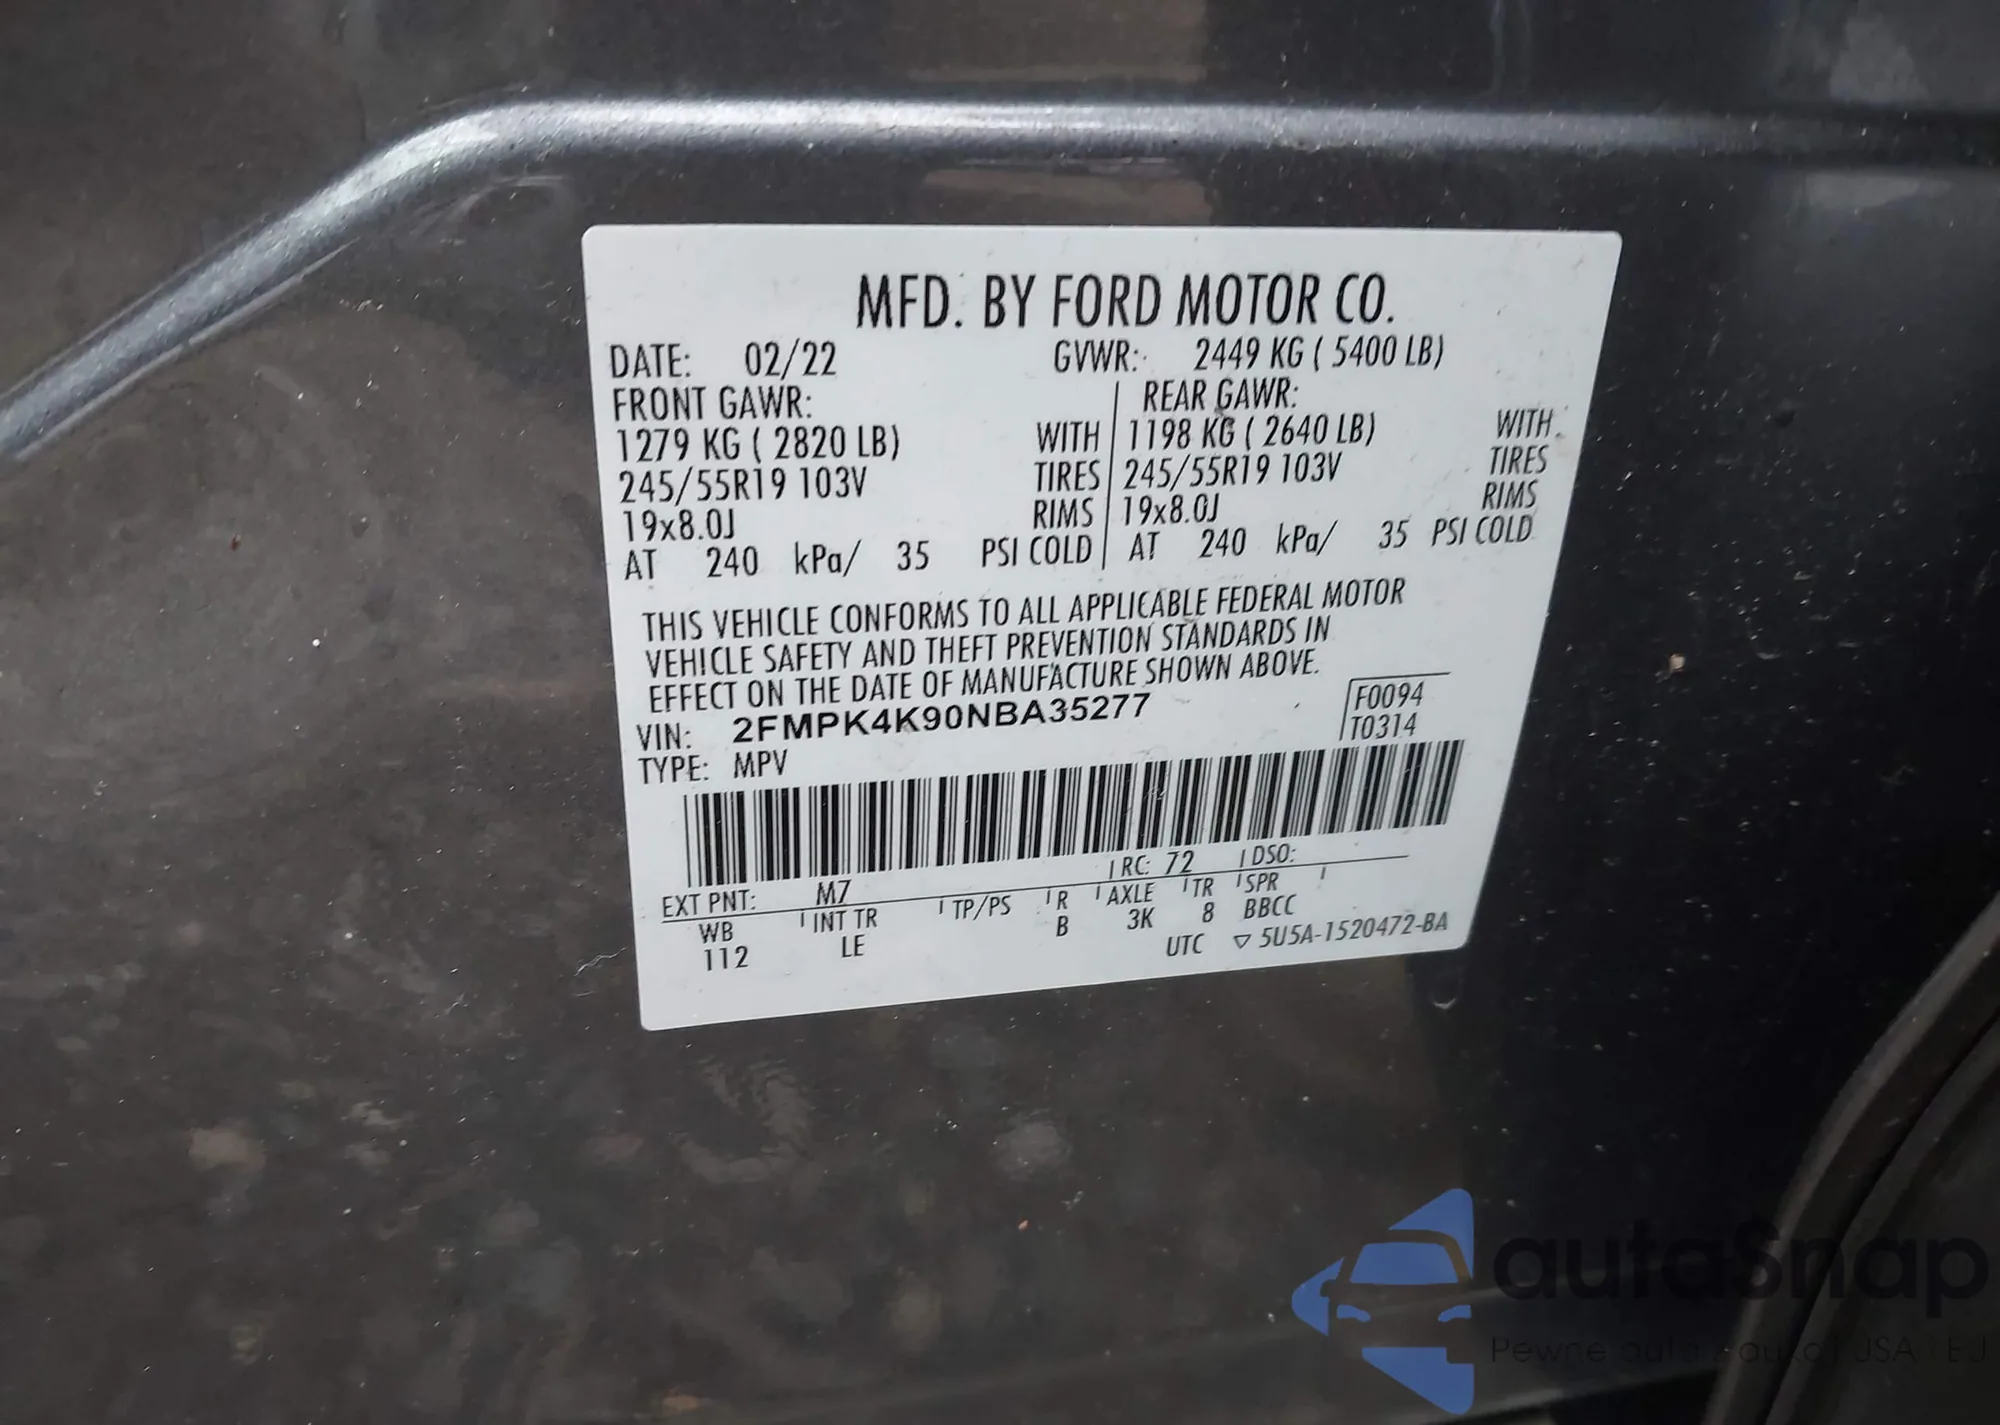 MFD. BY FORD MOTOR CO.
DATE: 02/22 GVWR: 2449 KG ( 5400 LB)
FRONT GAWR: REAR GAWR:
1279 KG ( 2820 LB) WITH 1198 KG ( 2640 LB) WITH
245/55R19 103V TIRES 245/55R19 103V TIRES
19x8.0J RIMS 19x8.0J RIMS
AT 240 kPa/ 35 PSI COLD AT 240 kPa/ 35 PSI COLD
THIS VEHICLE CONFORMS TO ALL APPLICABLE FEDERAL MOTOR
VEHICLE SAFETY AND THEFT PREVENTION STANDARDS IN
EFFECT ON THE DATE OF MANUFACTURE SHOWN ABOVE.
VIN: 2FMPK4K90NBA35277 F0094
TYPE: MPV T0314
EXT PNT: M7 RC: 72 DSO:
WB INT TR TP/PS R AXLE TR SPR
112 LE B 3K 8 BBCC
UTC ▽ 5U5A-1520472-BA
autaSnap
Pewne auta